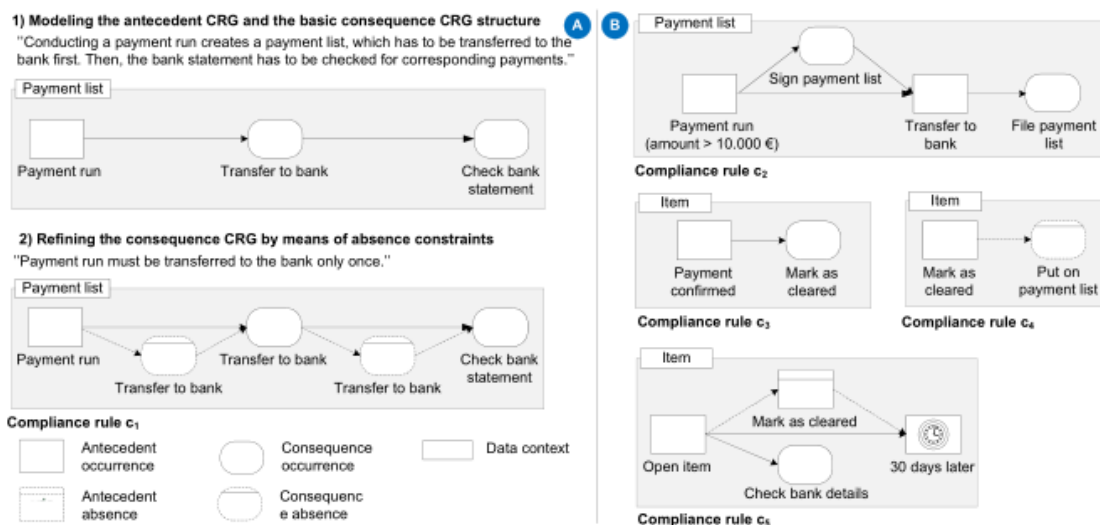 1) Modeling the antecedent CRG and the basic consequence CRG structure
"Conducting a payment run creates a payment list, which has to be transferred to the
bank first. Then, the bank statement has to be checked for corresponding payments."
Payment list
Payment run
Transfer to bank
Check bank
statement
2) Refining the consequence CRG by means of absence constraints
"Payment run must be transferred to the bank only once."
Payment list
Payment run
Transfer to bank
Transfer to bank
Transfer to bank
Check bank
statement
Compliance rule c1
Antecedent
occurrence
Consequence
occurrence
Data context
Antecedent
absence
Consequenc
e absence
A
B
Payment list
Sign payment list
Payment run
(amount > 10.000 €)
Transfer to
bank
File payment
list
Compliance rule c2
Item
Payment
confirmed
Mark as
cleared
Compliance rule c3
Item
Mark as
cleared
Put on
payment list
Compliance rule c4
Item
Mark as cleared
Open item
30 days later
Check bank details
Compliance rule c5